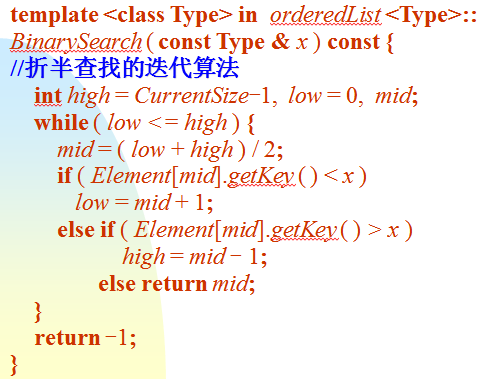 template <class Type> in orderedList <Type>::
BinarySearch ( const Type & x ) const {
//折半查找的迭代算法
int high = CurrentSize−1, low = 0, mid;
while ( low <= high ) {
mid = ( low + high ) / 2;
if ( Element[mid].getKey ( ) < x )
low = mid + 1;
else if ( Element[mid].getKey ( ) > x )
high = mid − 1;
else return mid;
}
return −1;
}